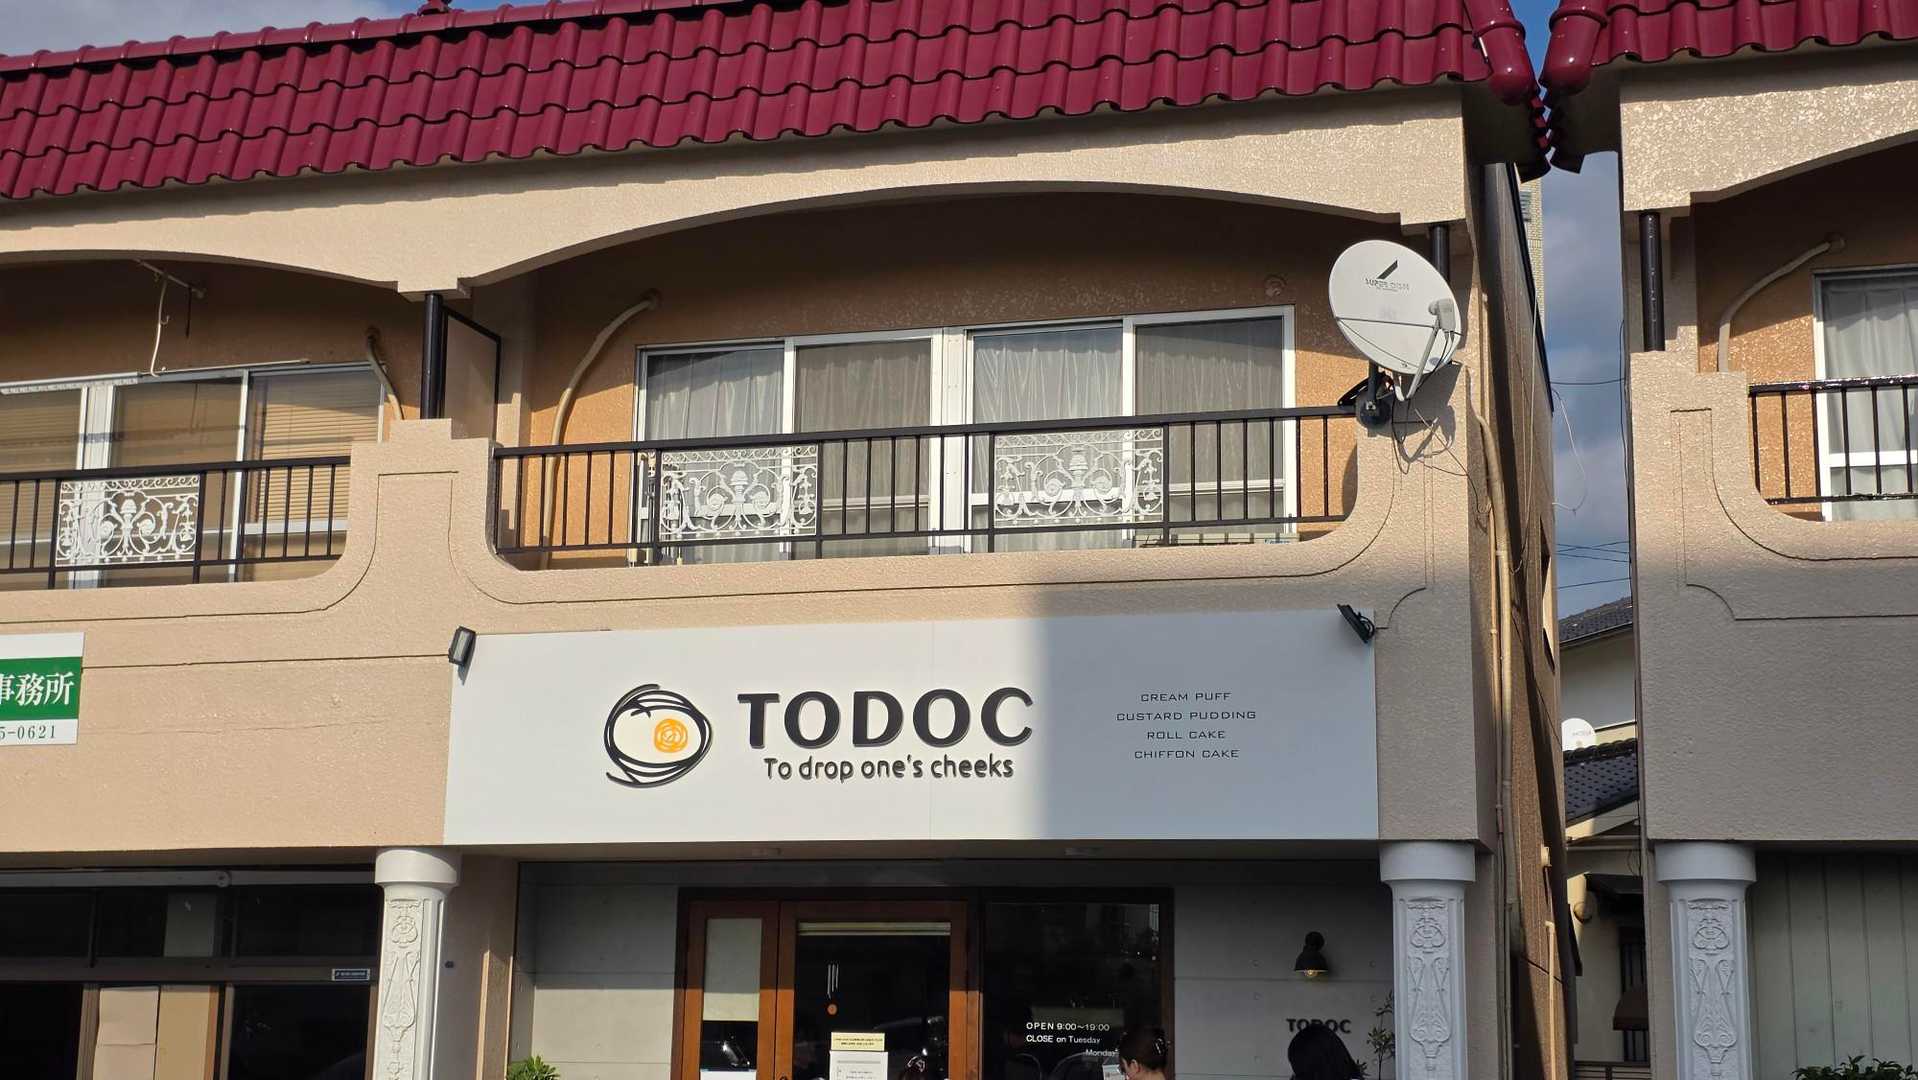 事務所
5-0621
TODOC
To drop one's cheeks
CREAM PUFF
CUSTARD PUDDING
ROLL CAKE
CHIFFON CAKE
OPEN 9:00~19:00
CLOSE on Tuesday
Monday
TODOC